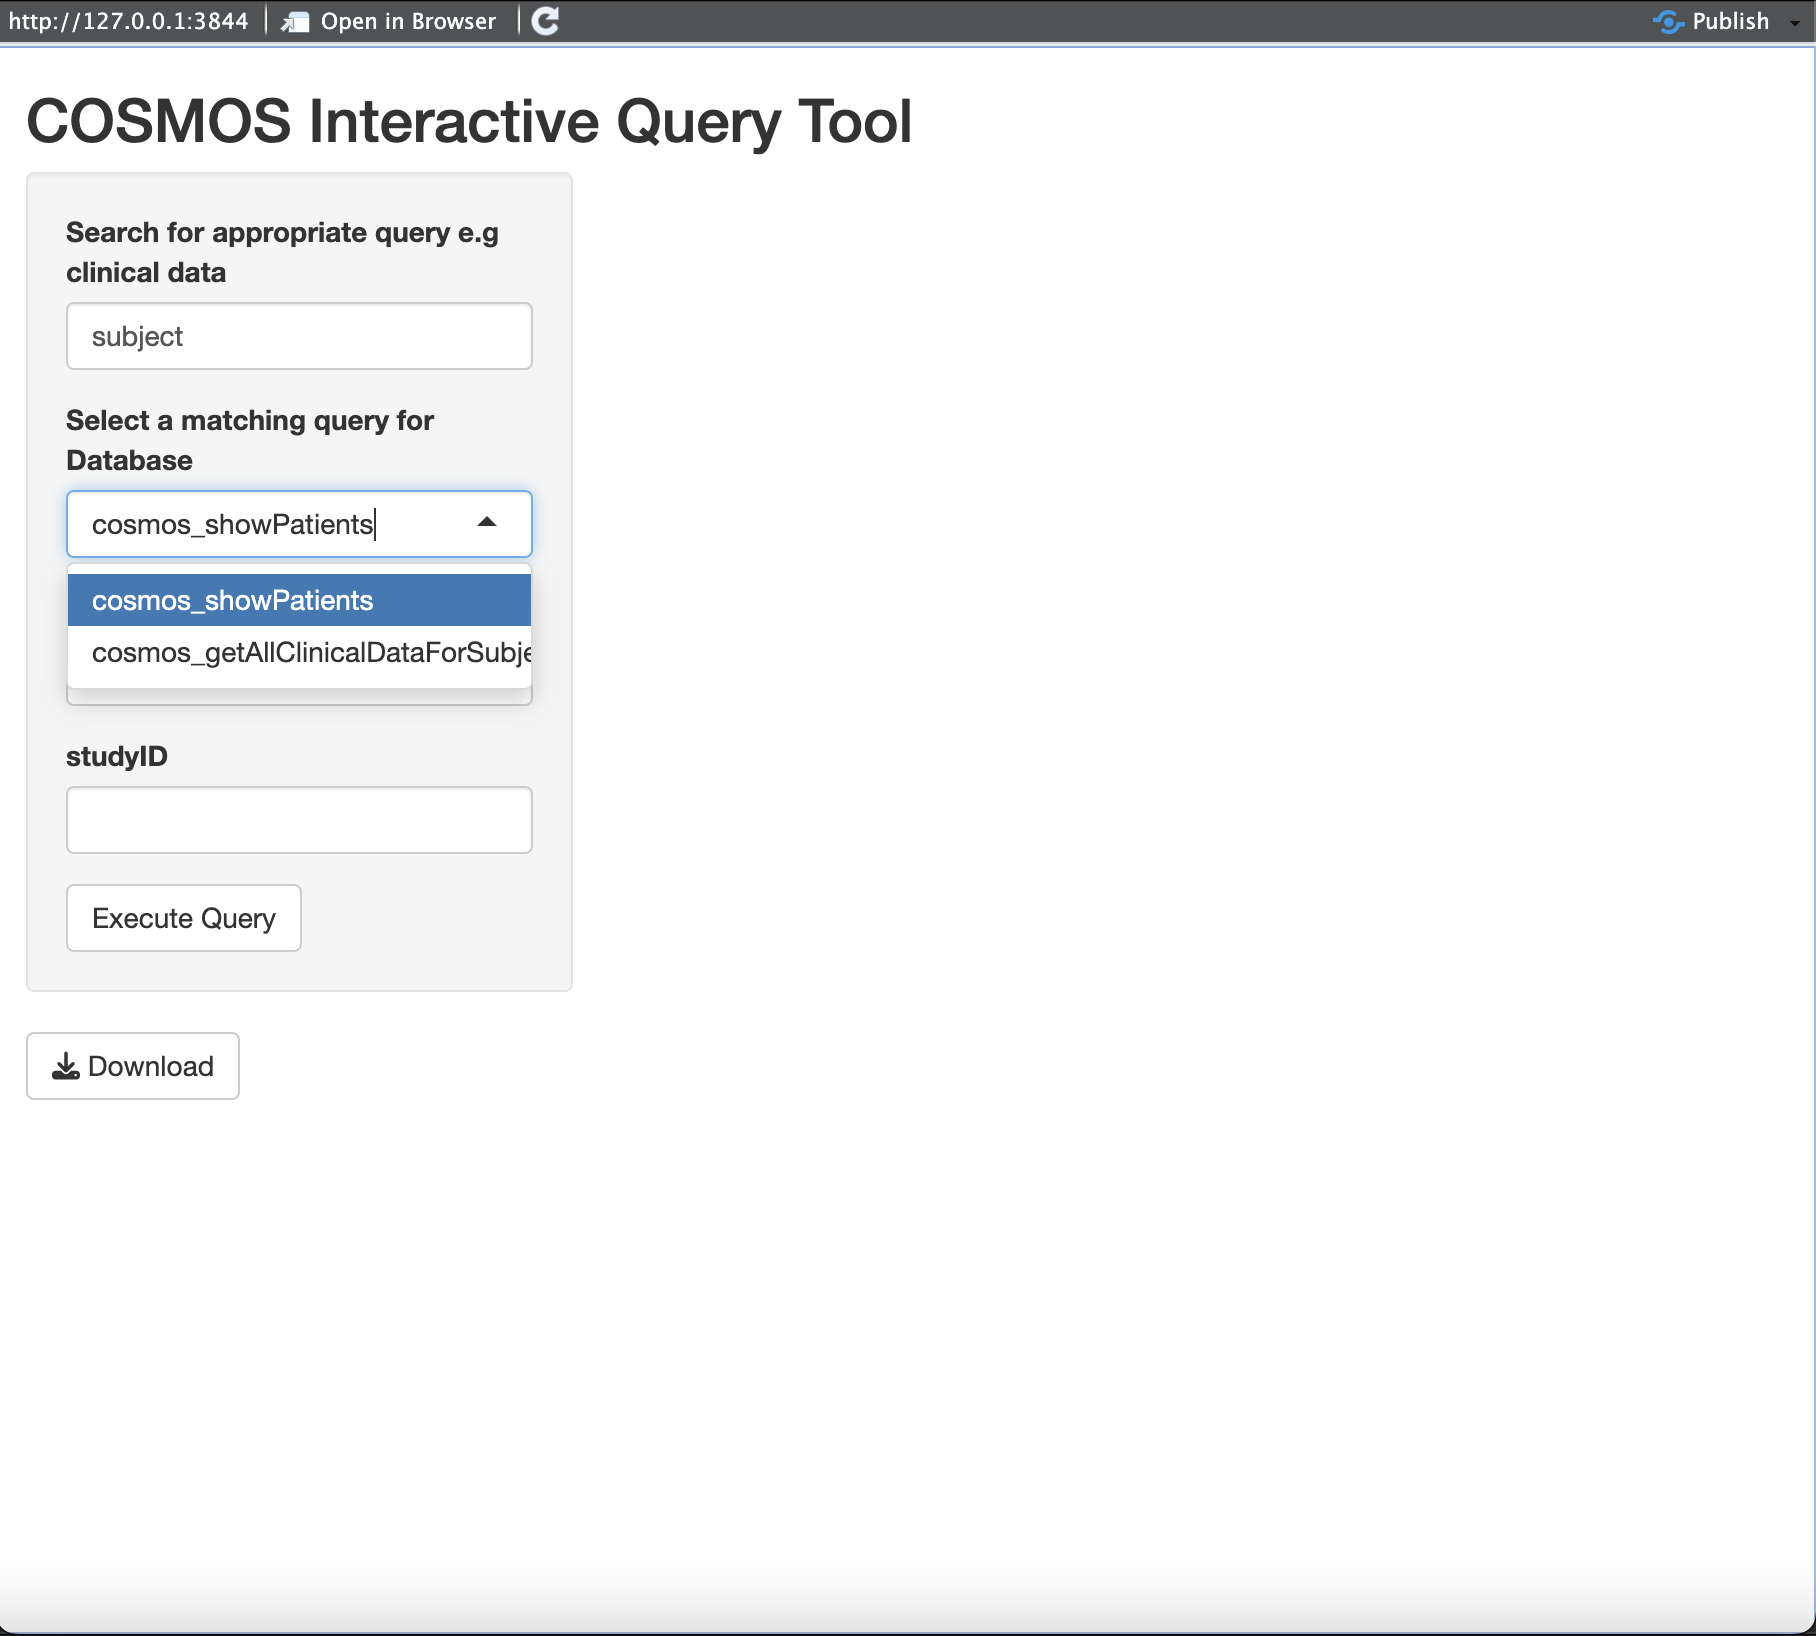 http://127.0.0.1:3844 Open in Browser Publish
COSMOS Interactive Query Tool
Search for appropriate query e.g
clinical data
subject
Select a matching query for
Database
cosmos_showPatients
cosmos_showPatients
cosmos_getAllClinicalDataForSubje
studyID
Execute Query
Download